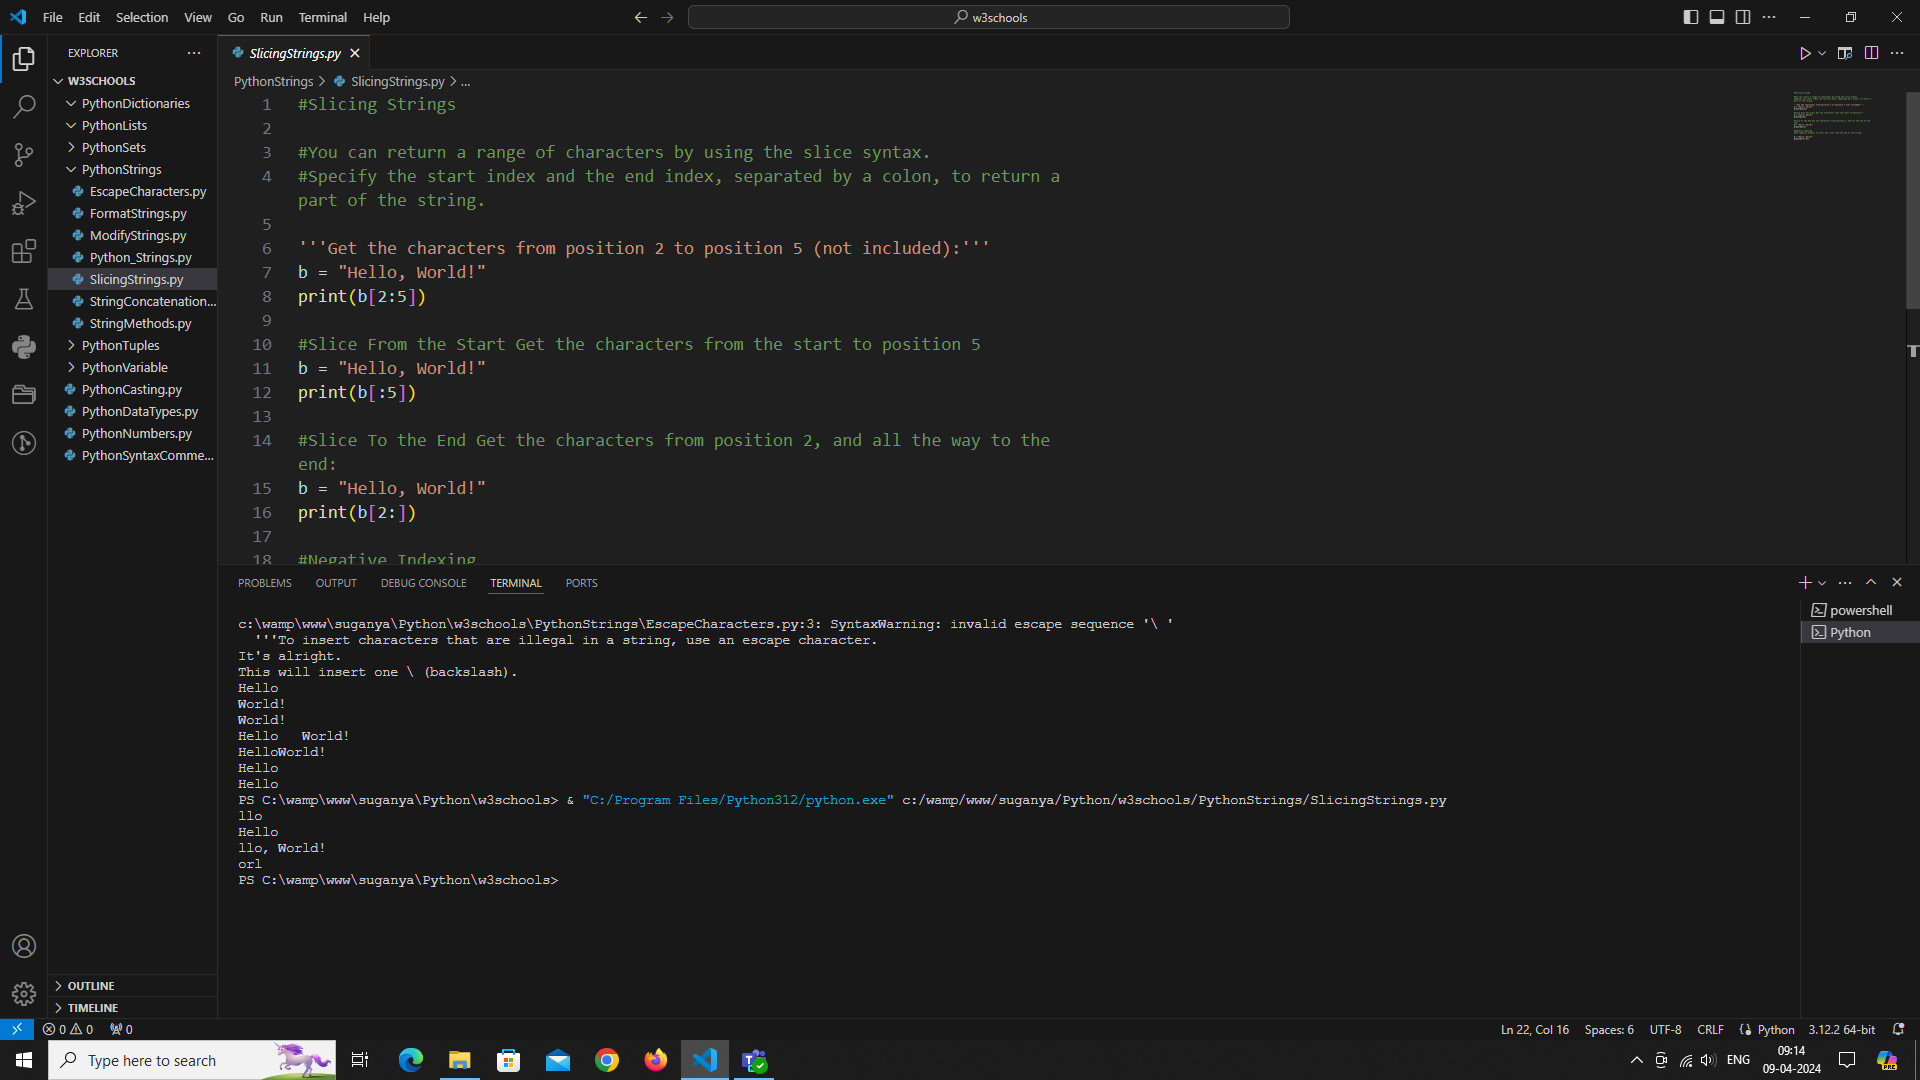 File Edit Selection View Go Run Terminal Help
w3schools
EXPLORER
W3SCHOOLS
PythonDictionaries
PythonLists
PythonSets
PythonStrings
EscapeCharacters.py
FormatStrings.py
ModifyStrings.py
Python_Strings.py
SlicingStrings.py
StringConcatenation...
StringMethods.py
PythonTuples
PythonVariable
PythonCasting.py
PythonDataTypes.py
PythonNumbers.py
PythonSyntaxComme...
OUTLINE
TIMELINE
SlicingStrings.py
PythonStrings > SlicingStrings.py > ...
1 #Slicing Strings
2
3 #You can return a range of characters by using the slice syntax.
4 #Specify the start index and the end index, separated by a colon, to return a
part of the string.
5
6 '''Get the characters from position 2 to position 5 (not included):'''
7 b = "Hello, World!"
8 print(b[2:5])
9
10 #Slice From the Start Get the characters from the start to position 5
11 b = "Hello, World!"
12 print(b[:5])
13
14 #Slice To the End Get the characters from position 2, and all the way to the
end:
15 b = "Hello, World!"
16 print(b[2:])
17
18 #Negative Indexing
PROBLEMS OUTPUT DEBUG CONSOLE TERMINAL PORTS
c:\wamp\www\suganya\Python\w3schools\PythonStrings\EscapeCharacters.py:3: SyntaxWarning: invalid escape sequence '\ '
'''To insert characters that are illegal in a string, use an escape character.
It's alright.
This will insert one \ (backslash).
Hello
World!
World!
Hello World!
HelloWorld!
Hello
Hello
PS C:\wamp\www\suganya\Python\w3schools> & "C:/Program Files/Python312/python.exe" c:/wamp/www/suganya/Python/w3schools/PythonStrings/SlicingStrings.py
llo
Hello
llo, World!
orl
PS C:\wamp\www\suganya\Python\w3schools>
powershell
Python
0 0 0
Ln 22, Col 16 Spaces: 6 UTF-8 CRLF Python 3.12.2 64-bit
Type here to search
ENG
09:14
09-04-2024